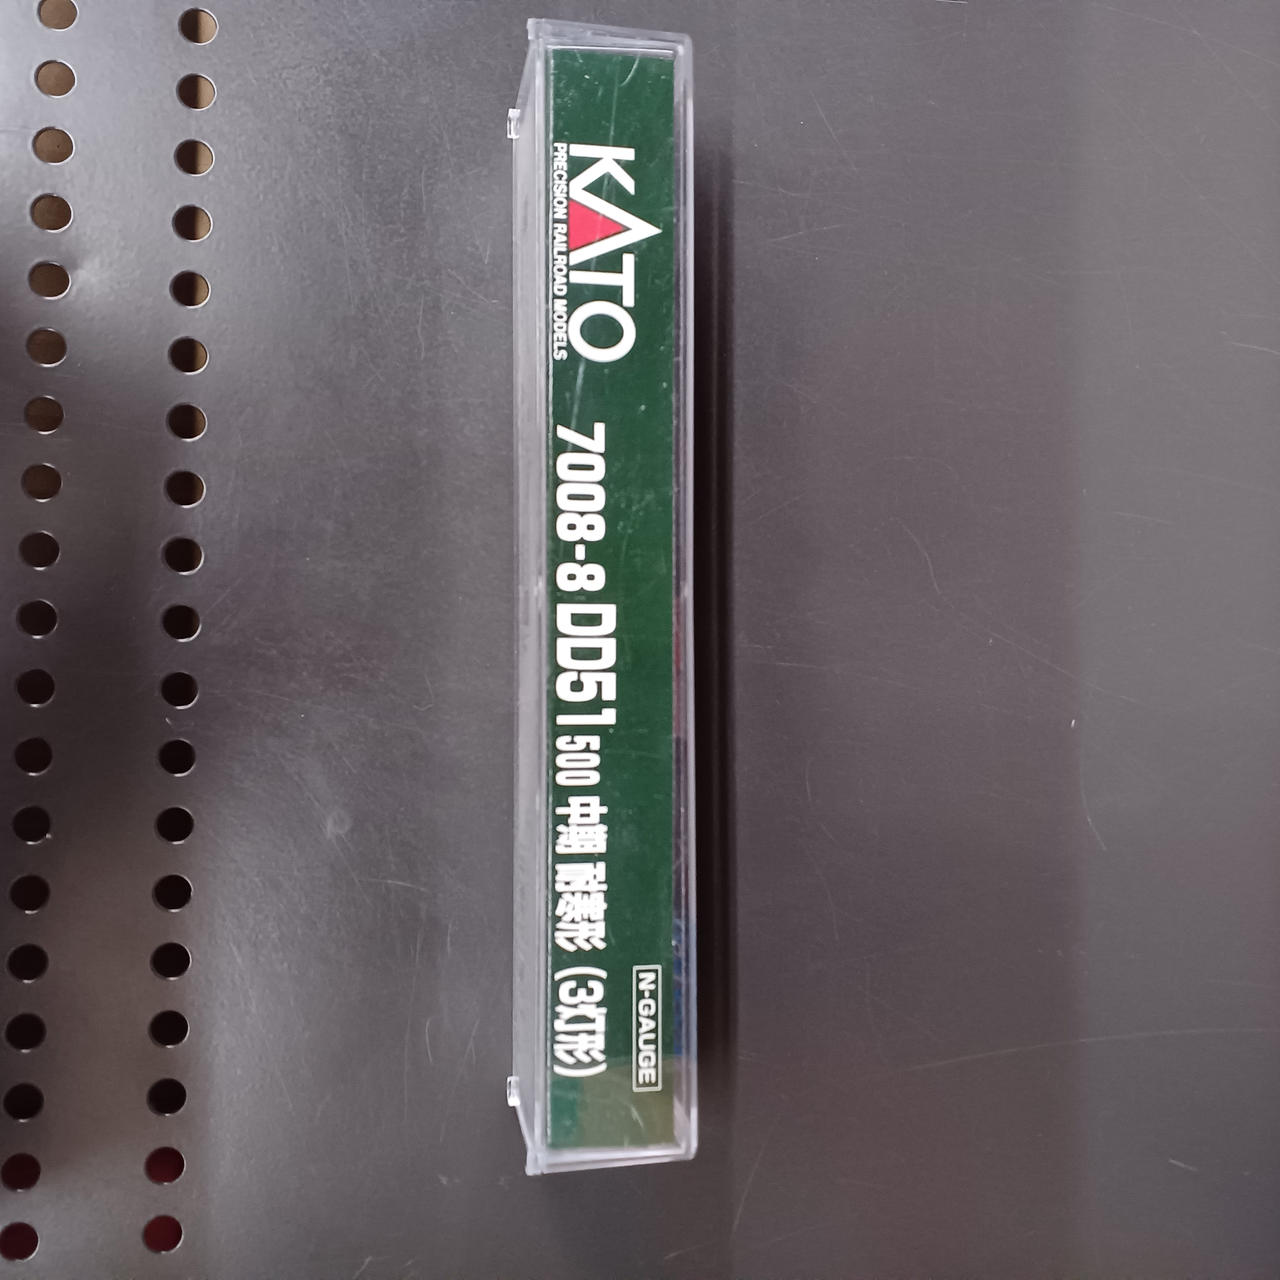 KATO
PRECISION RAILROAD MODELS
7008-8 DD51 500 中期 耐寒形 (3灯形)
N-GAUGE